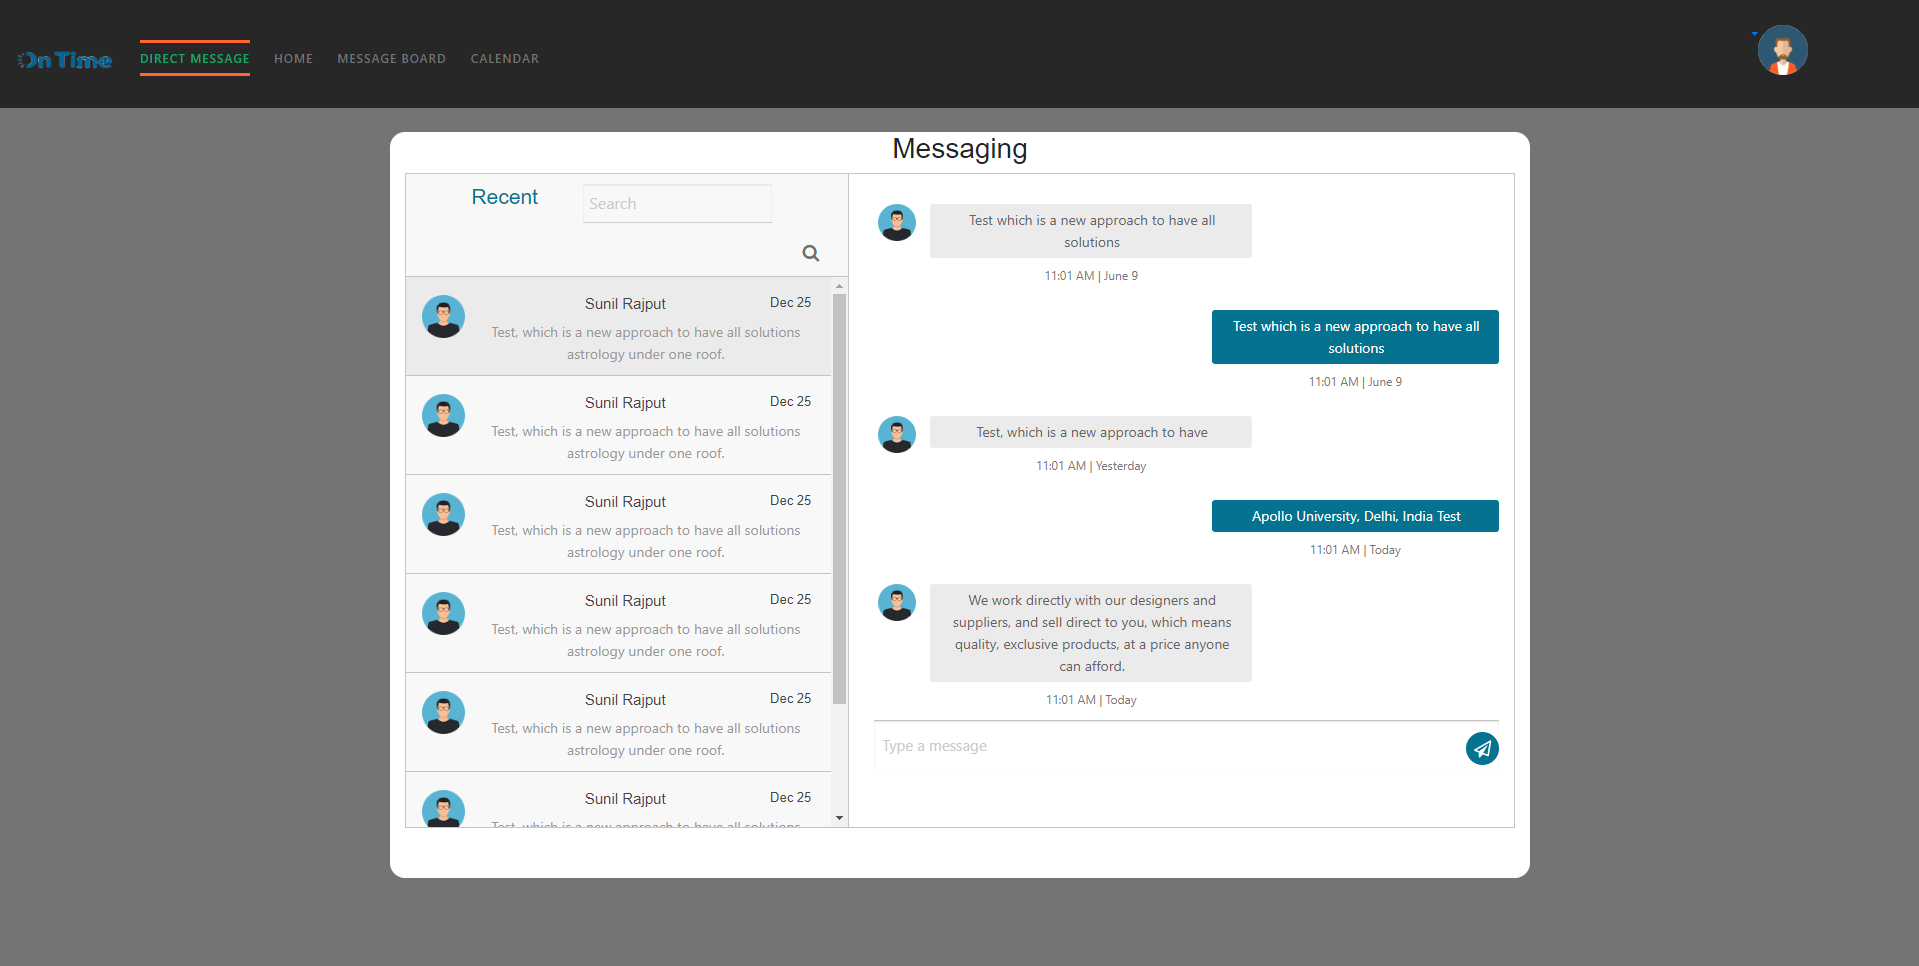 On Time
DIRECT MESSAGE
HOME
MESSAGE BOARD
CALENDAR
Messaging
Recent
Search
Sunil Rajput
Dec 25
Test, which is a new approach to have all solutions
astrology under one roof.
Sunil Rajput
Dec 25
Test, which is a new approach to have all solutions
astrology under one roof.
Sunil Rajput
Dec 25
Test, which is a new approach to have all solutions
astrology under one roof.
Sunil Rajput
Dec 25
Test, which is a new approach to have all solutions
astrology under one roof.
Sunil Rajput
Dec 25
Test, which is a new approach to have all solutions
astrology under one roof.
Sunil Rajput
Dec 25
Test, which is a new approach to have all solutions
Test which is a new approach to have all
solutions
11:01 AM | June 9
Test which is a new approach to have all
solutions
11:01 AM | June 9
Test, which is a new approach to have
11:01 AM | Yesterday
Apollo University, Delhi, India Test
11:01 AM | Today
We work directly with our designers and
suppliers, and sell direct to you, which means
quality, exclusive products, at a price anyone
can afford.
11:01 AM | Today
Type a message